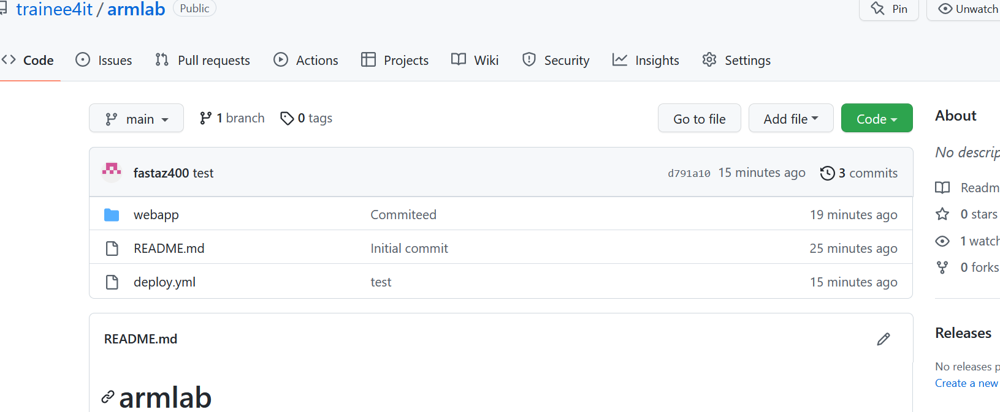 trainee4it / armlab Public
Pin Unwatch
Code Issues Pull requests Actions Projects Wiki Security Insights Settings
main 1 branch 0 tags Go to file Add file Code
fastaz400 test d791a10 15 minutes ago 3 commits
webapp Commiteed 19 minutes ago
README.md Initial commit 25 minutes ago
deploy.yml test 15 minutes ago
README.md
armlab
About
No descrip
Readm
0 stars
1 watch
0 forks
Releases
No releases p
Create a new